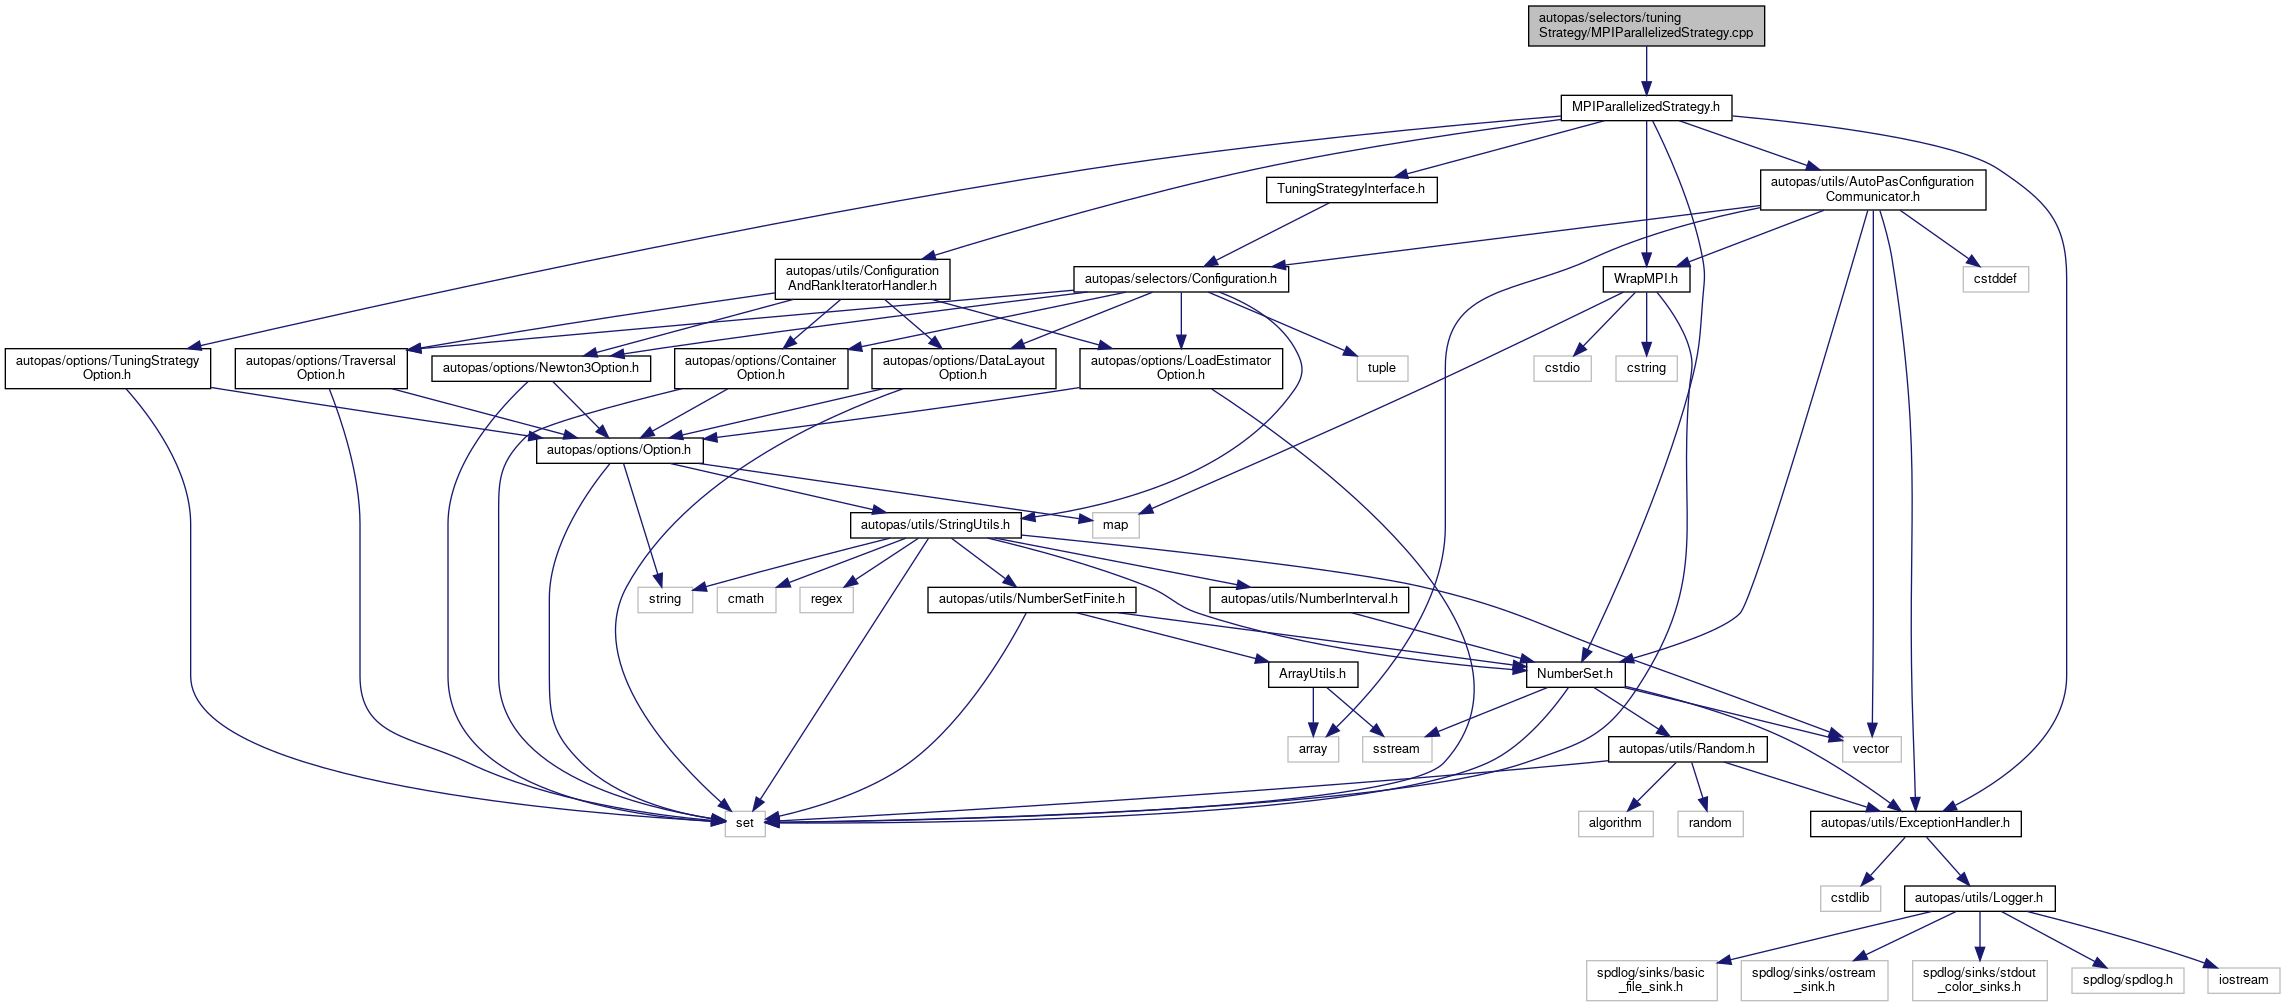 autopas/selectors/tuning
Strategy/MPIParallelizedStrategy.cpp
MPIParallelizedStrategy.h
TuningStrategyInterface.h
autopas/utils/AutoPasConfiguration
Communicator.h
autopas/utils/Configuration
AndRankIteratorHandler.h
autopas/selectors/Configuration.h
WrapMPI.h
cstddef
autopas/options/TuningStrategy
Option.h
autopas/options/Traversal
Option.h
autopas/options/Newton3Option.h
autopas/options/Container
Option.h
autopas/options/DataLayout
Option.h
autopas/options/LoadEstimator
Option.h
tuple
cstdio
cstring
autopas/options/Option.h
autopas/utils/StringUtils.h
map
string
cmath
regex
autopas/utils/NumberSetFinite.h
autopas/utils/NumberInterval.h
ArrayUtils.h
NumberSet.h
array
sstream
autopas/utils/Random.h
vector
set
algorithm
random
autopas/utils/ExceptionHandler.h
cstdlib
autopas/utils/Logger.h
spdlog/sinks/basic
_file_sink.h
spdlog/sinks/ostream
_sink.h
spdlog/sinks/stdout
_color_sinks.h
spdlog/spdlog.h
iostream